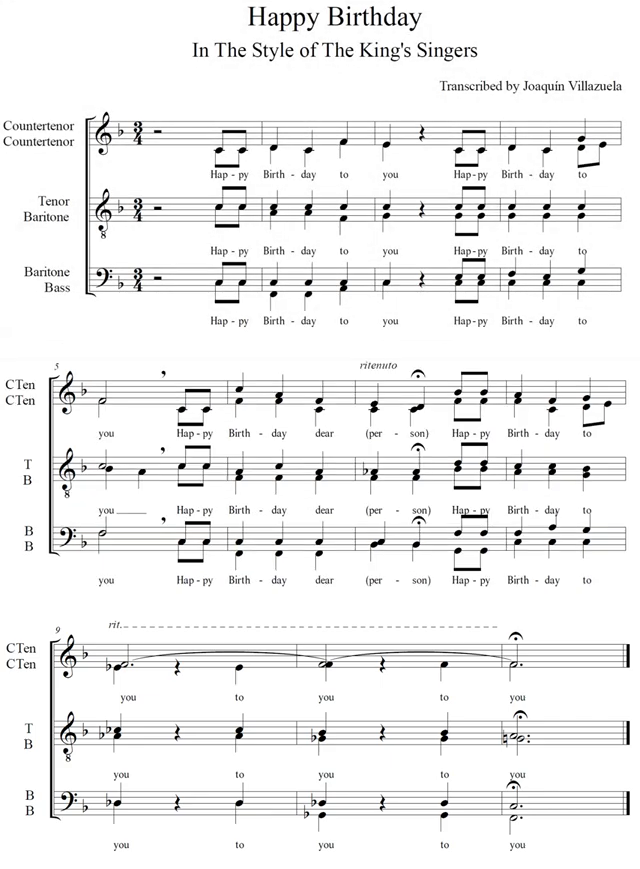 Happy Birthday
In The Style of The King's Singers
Transcribed by Joaquín Villazuela
Countertenor
Countertenor
3 4
Hap - py Birth - day to you Hap - py Birth - day to
Tenor
Baritone
3 4
8
Hap - py Birth - day to you Hap - py Birth - day to
Baritone
Bass
3 4
Hap - py Birth - day to you Hap - py Birth - day to
5
ritenuto
CTen
CTen
you Hap - py Birth - day dear (per - son) Hap - py Birth - day to
T
B
8
you Hap - py Birth - day dear (per - son) Hap - py Birth - day to
B
B
you Hap - py Birth - day dear (per - son) Hap - py Birth - day to
9
rit.
CTen
CTen
you to you to you
T
B
8
you to you to you
B
B
you to you to you